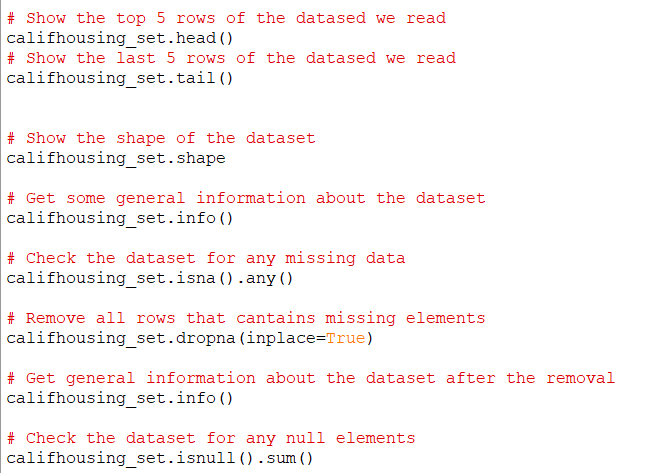 # Show the top 5 rows of the datased we read
califhousing_set.head()
# Show the last 5 rows of the datased we read
califhousing_set.tail()
# Show the shape of the dataset
califhousing_set.shape
# Get some general information about the dataset
califhousing_set.info()
# Check the dataset for any missing data
califhousing_set.isna().any()
# Remove all rows that cantains missing elements
califhousing_set.dropna(inplace=True)
# Get general information about the dataset after the removal
califhousing_set.info()
# Check the dataset for any null elements
califhousing_set.isnull().sum()